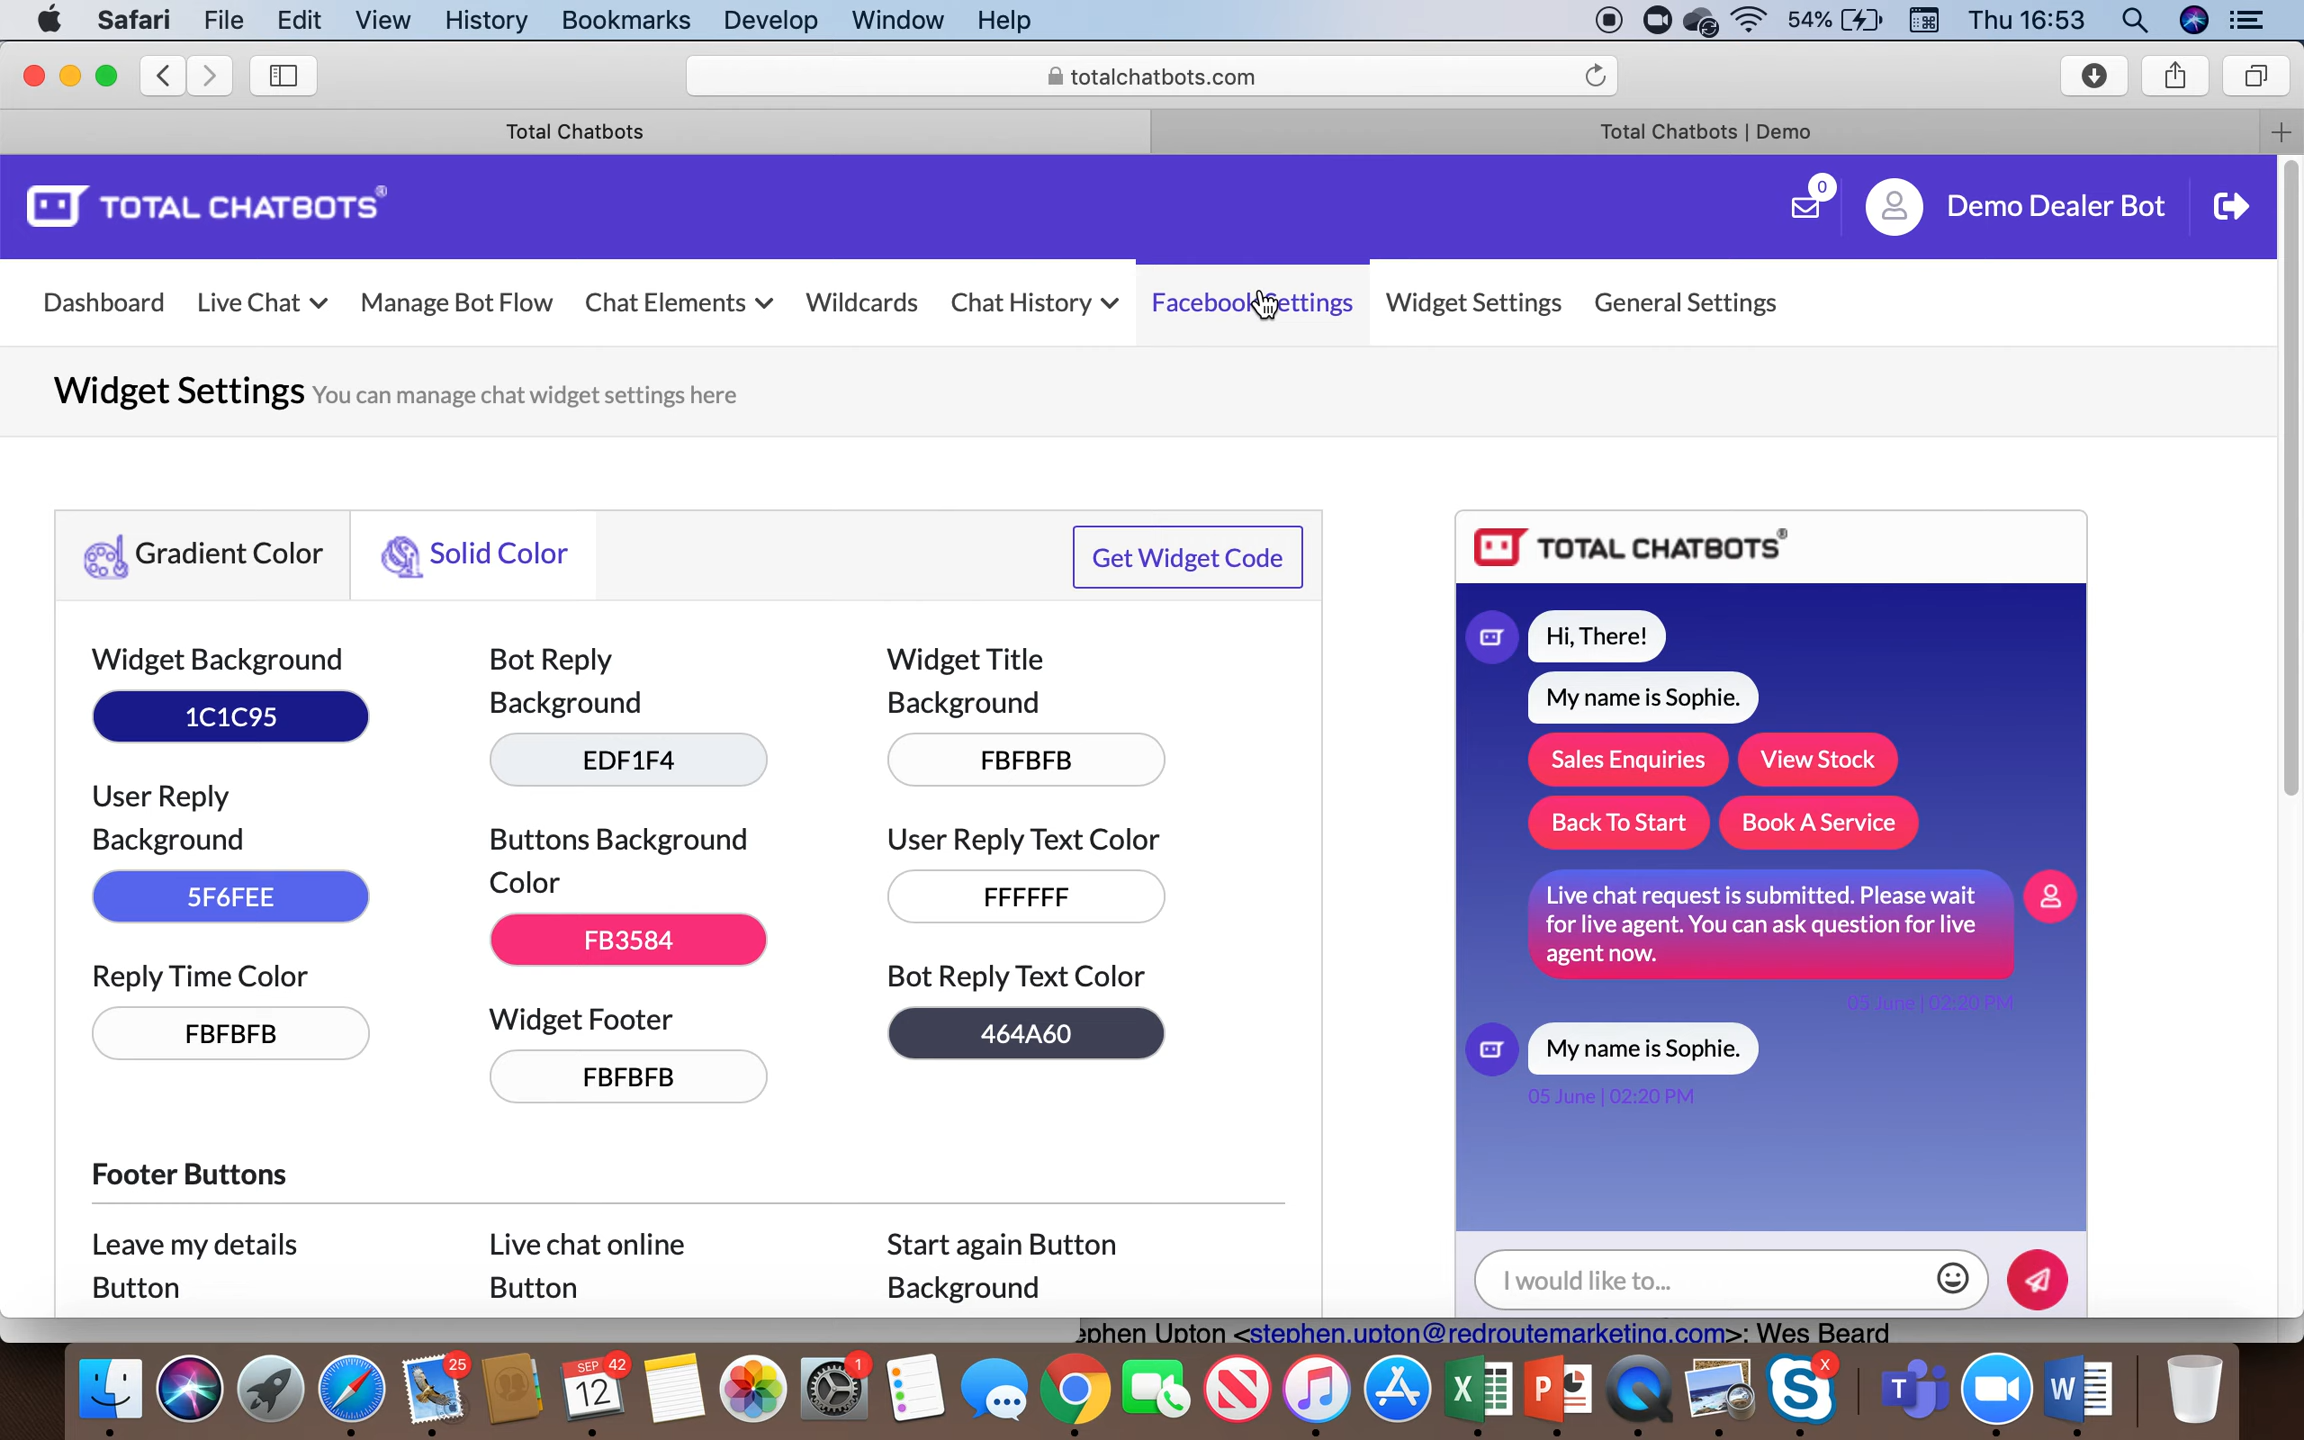 Safari File Edit View History Bookmarks Develop Window Help 54% Thu 16:53
totalchatbots.com
Total Chatbots Total Chatbots | Demo
TOTAL CHATBOTS® 0 Demo Dealer Bot
Dashboard Live Chat Manage Bot Flow Chat Elements Wildcards Chat History Facebook Settings Widget Settings General Settings
Widget Settings You can manage chat widget settings here
Gradient Color Solid Color Get Widget Code
Widget Background
1C1C95
User Reply
Background
5F6FEE
Reply Time Color
FBFBFB
Bot Reply
Background
EDF1F4
Buttons Background
Color
FB3584
Widget Footer
FBFBFB
Widget Title
Background
FBFBFB
User Reply Text Color
FFFFFF
Bot Reply Text Color
464A60
Footer Buttons
Leave my details
Button
Live chat online
Button
Start again Button
Background
TOTAL CHATBOTS®
Hi, There!
My name is Sophie.
Sales Enquiries View Stock
Back To Start Book A Service
Live chat request is submitted. Please wait
for live agent. You can ask question for live
agent now.
05 June | 02:20 PM
My name is Sophie.
05 June | 02:20 PM
I would like to...
ephen Upton <stephen.upton@redroutemarketing.com>: Wes Beard
25 SEP 42 1 X
12 X P S T W